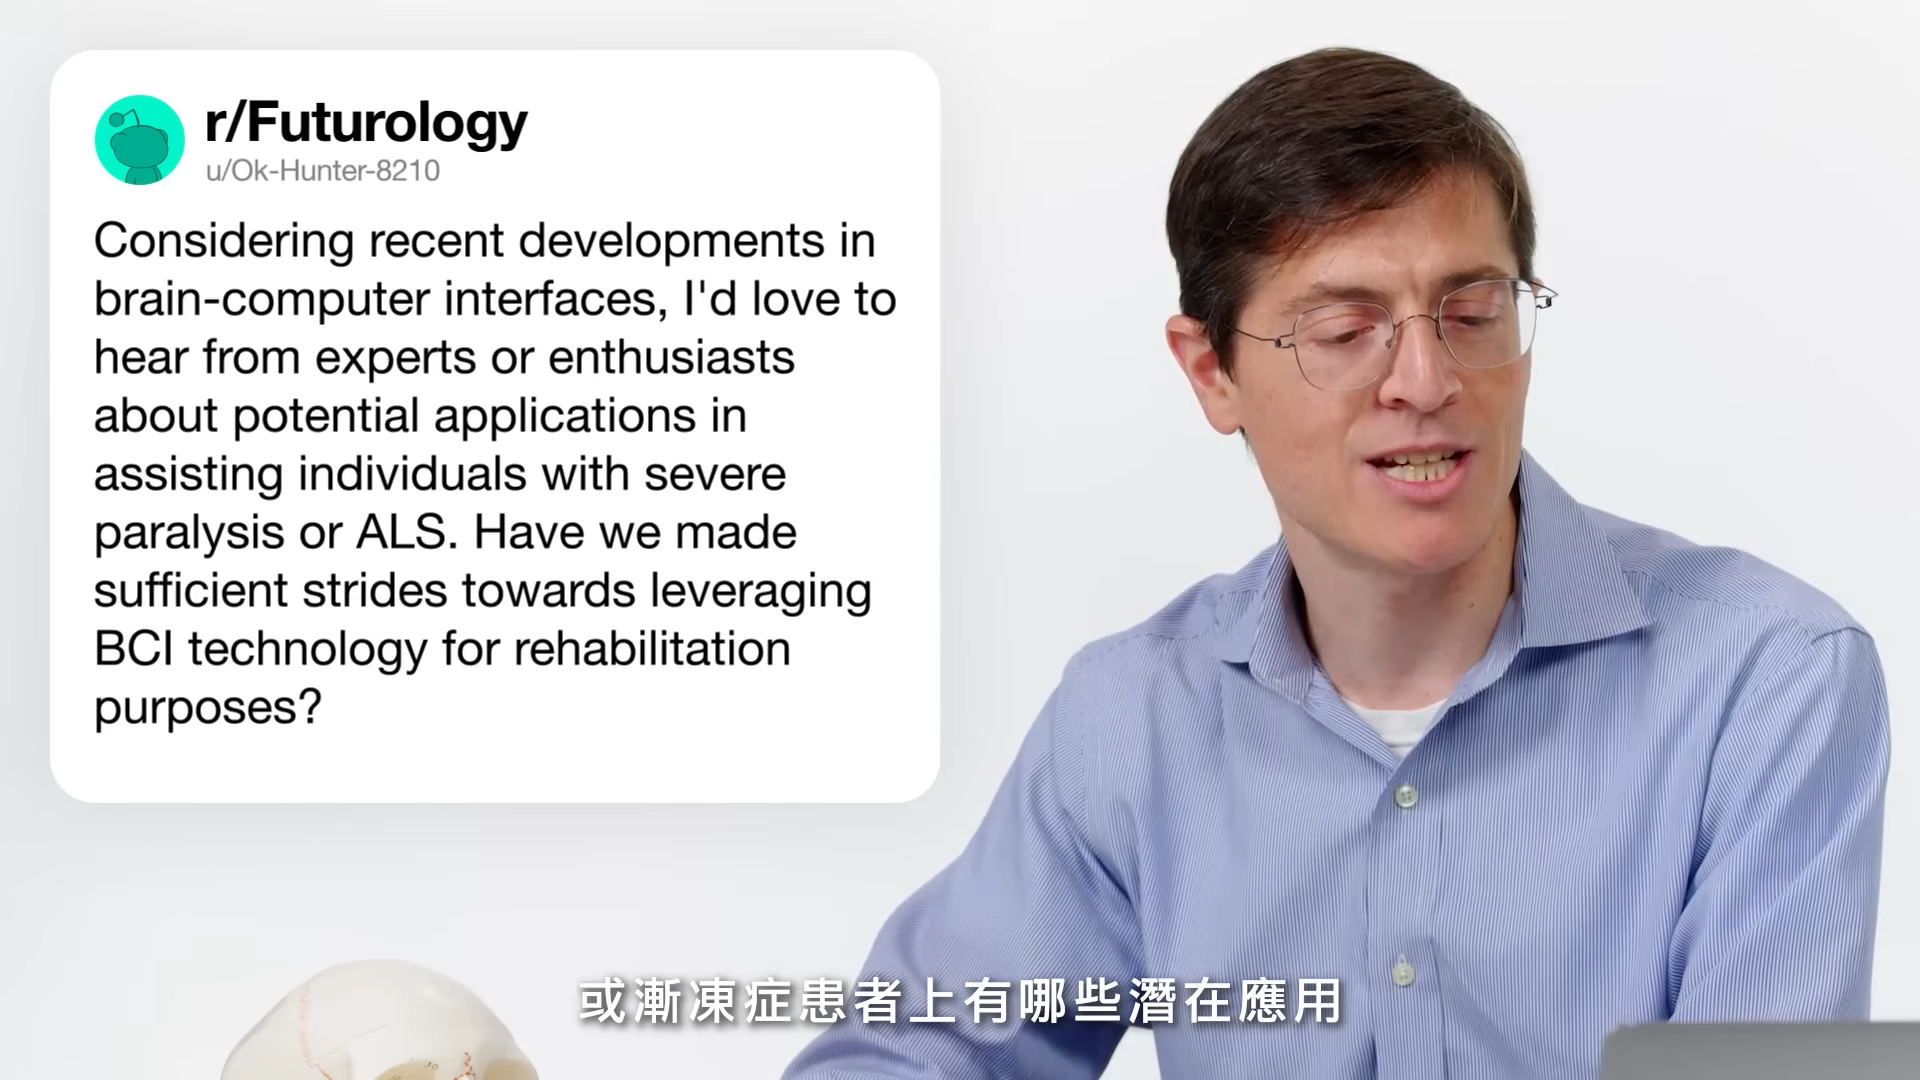 r/Futurology
u/Ok-Hunter-8210
Considering recent developments in
brain-computer interfaces, I'd love to
hear from experts or enthusiasts
about potential applications in
assisting individuals with severe
paralysis or ALS. Have we made
sufficient strides towards leveraging
BCI technology for rehabilitation
purposes?
或漸凍症患者上有哪些潛在應用